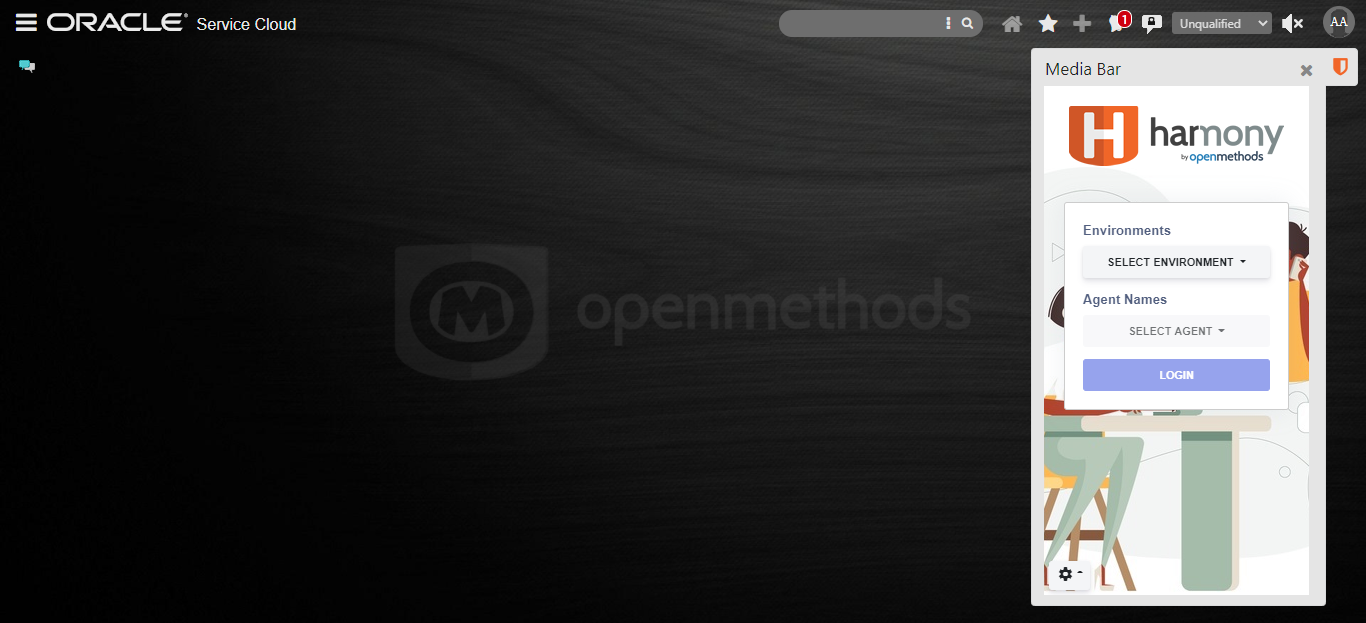 ORACLE® Service Cloud
1
Unqualified
AA
Media Bar
H
harmony
by openmethods
Environments
SELECT ENVIRONMENT
Agent Names
SELECT AGENT
LOGIN
M openmethods